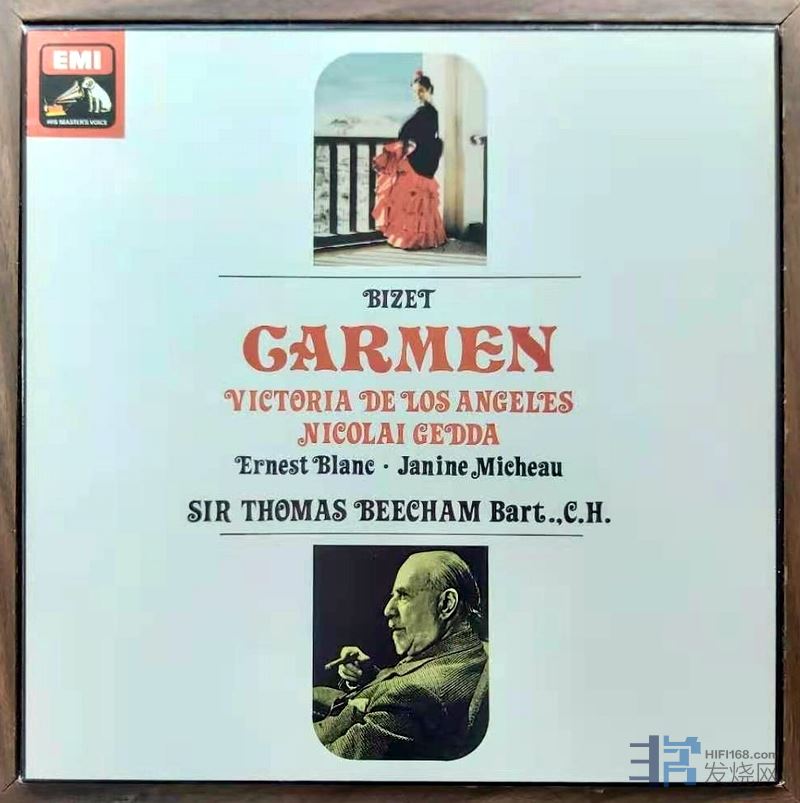 EMI
HIS MASTER'S VOICE
BIZET
CARMEN
VICTORIA DE LOS ANGELES
NICOLAI GEDDA
Ernest Blanc · Janine Micheau
SIR THOMAS BEECHAM Bart.,C.H.
HIFI168.com
发烧网